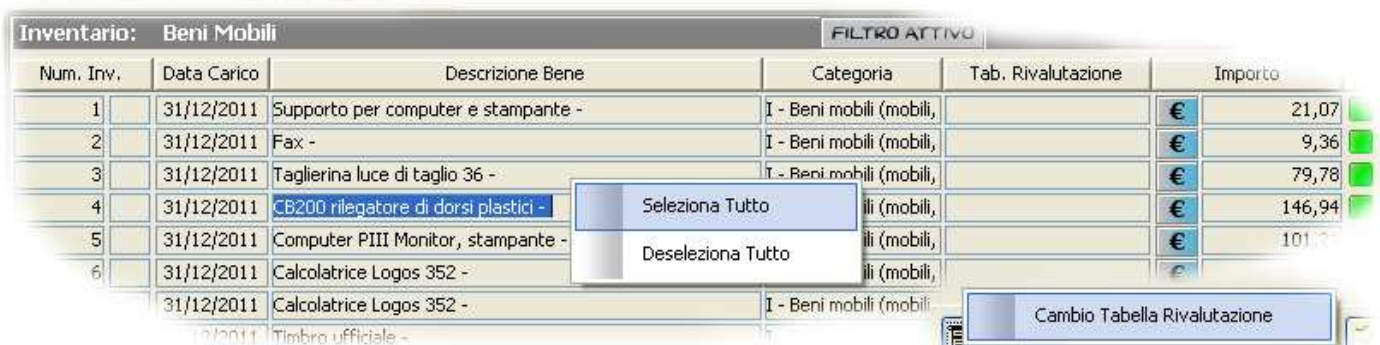 Inventario: Beni Mobili FILTRO ATTIVO
Num. Inv. Data Carico Descrizione Bene Categoria Tab. Rivalutazione Importo
1 31/12/2011 Supporto per computer e stampante - I - Beni mobili (mobili, € 21,07
2 31/12/2011 Fax - I - Beni mobili (mobili, € 9,36
3 31/12/2011 Taglierina luce di taglio 36 - I - Beni mobili (mobili, € 79,78
4 31/12/2011 CB200 rilegatore di dorsi plastici - Seleziona Tutto ili (mobili, € 146,94
5 31/12/2011 Computer PIII Monitor, stampante - ili (mobili, €
Deseleziona Tutto
6 31/12/2011 Calcolatrice Logos 352 - ili (mobili, €
31/12/2011 Calcolatrice Logos 352 - I - Beni mobili (mobili
Cambio Tabella Rivalutazione
Timbro ufficiale -